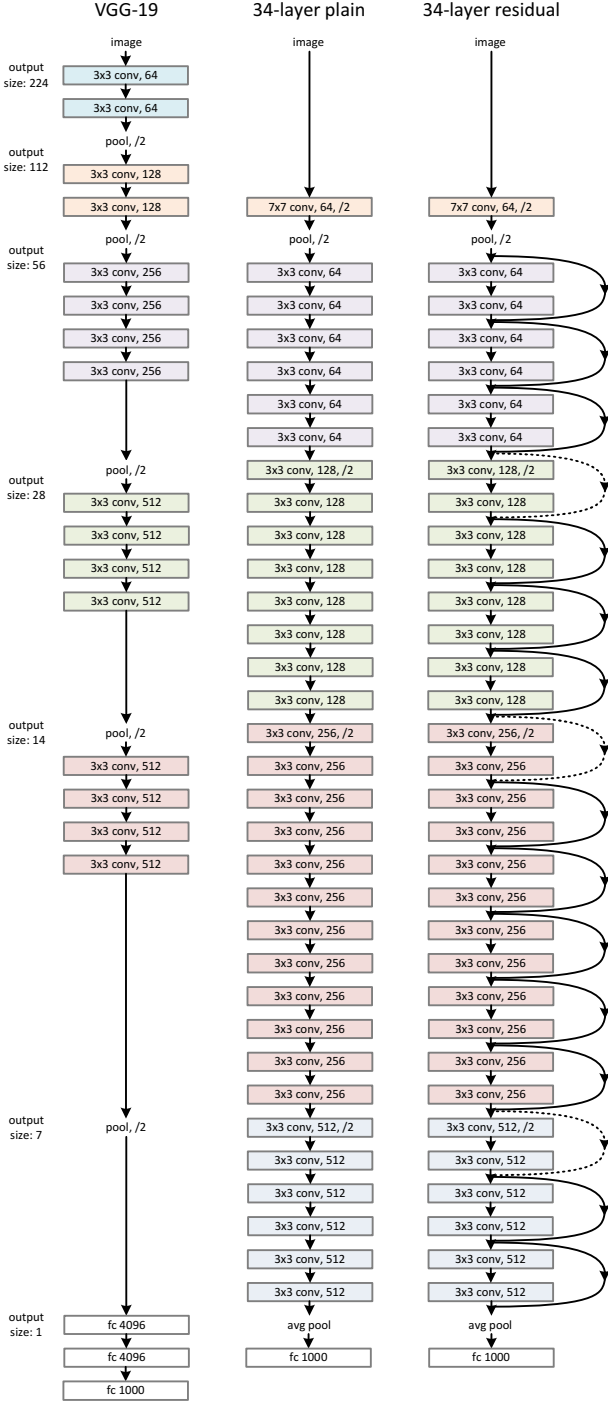 VGG-19
image
output
size: 224
3x3 conv, 64
3x3 conv, 64
pool, /2
output
size: 112
3x3 conv, 128
3x3 conv, 128
pool, /2
output
size: 56
3x3 conv, 256
3x3 conv, 256
3x3 conv, 256
3x3 conv, 256
pool, /2
output
size: 28
3x3 conv, 512
3x3 conv, 512
3x3 conv, 512
3x3 conv, 512
output
size: 14
pool, /2
3x3 conv, 512
3x3 conv, 512
3x3 conv, 512
3x3 conv, 512
output
size: 7
pool, /2
output
size: 1
fc 4096
fc 4096
fc 1000
34-layer plain
image
7x7 conv, 64, /2
pool, /2
3x3 conv, 64
3x3 conv, 64
3x3 conv, 64
3x3 conv, 64
3x3 conv, 64
3x3 conv, 64
3x3 conv, 128, /2
3x3 conv, 128
3x3 conv, 128
3x3 conv, 128
3x3 conv, 128
3x3 conv, 128
3x3 conv, 128
3x3 conv, 128
3x3 conv, 256, /2
3x3 conv, 256
3x3 conv, 256
3x3 conv, 256
3x3 conv, 256
3x3 conv, 256
3x3 conv, 256
3x3 conv, 256
3x3 conv, 256
3x3 conv, 256
3x3 conv, 256
3x3 conv, 256
3x3 conv, 512, /2
3x3 conv, 512
3x3 conv, 512
3x3 conv, 512
3x3 conv, 512
3x3 conv, 512
avg pool
fc 1000
34-layer residual
image
7x7 conv, 64, /2
pool, /2
3x3 conv, 64
3x3 conv, 64
3x3 conv, 64
3x3 conv, 64
3x3 conv, 64
3x3 conv, 64
3x3 conv, 128, /2
3x3 conv, 128
3x3 conv, 128
3x3 conv, 128
3x3 conv, 128
3x3 conv, 128
3x3 conv, 128
3x3 conv, 128
3x3 conv, 256, /2
3x3 conv, 256
3x3 conv, 256
3x3 conv, 256
3x3 conv, 256
3x3 conv, 256
3x3 conv, 256
3x3 conv, 256
3x3 conv, 256
3x3 conv, 256
3x3 conv, 256
3x3 conv, 256
3x3 conv, 512, /2
3x3 conv, 512
3x3 conv, 512
3x3 conv, 512
3x3 conv, 512
3x3 conv, 512
avg pool
fc 1000